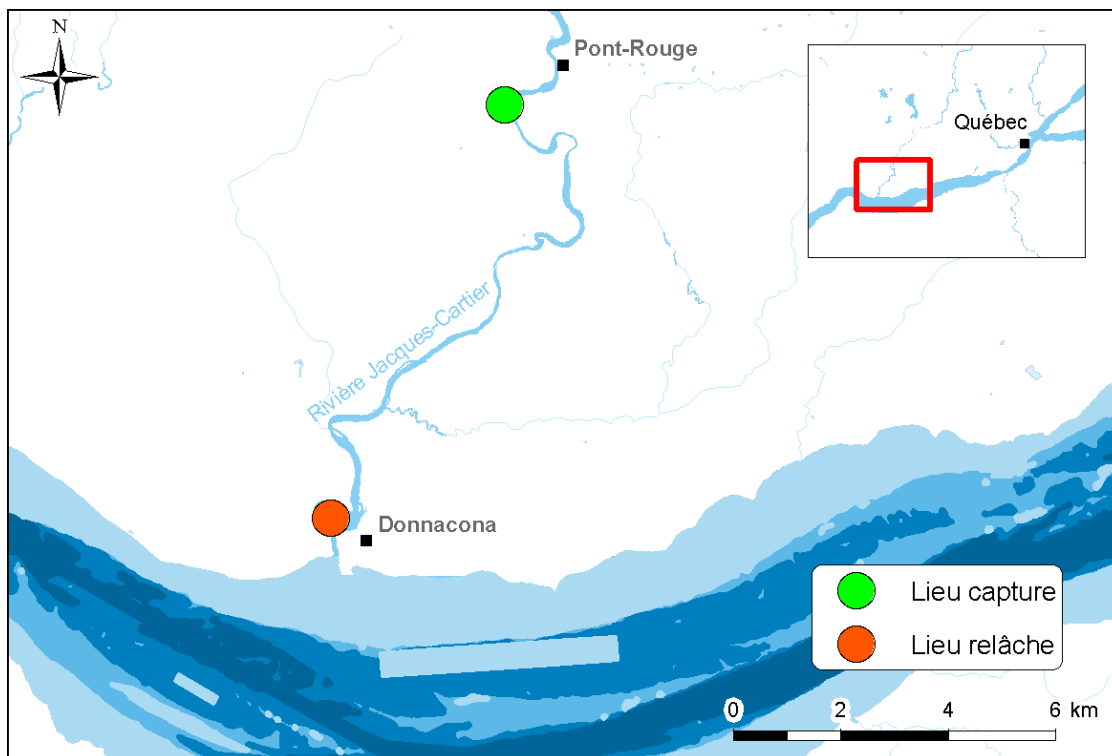 N
Pont-Rouge
Québec
Rivière Jacques-Cartier
Donnacona
Lieu capture
Lieu relâche
0 2 4 6 km